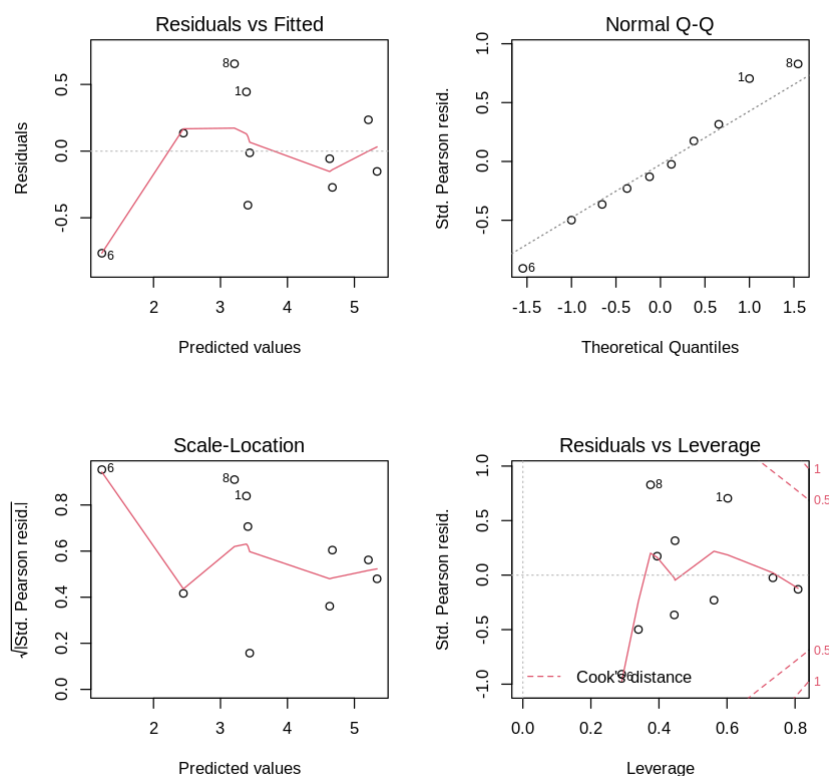 Residuals vs Fitted
Residuals
0.5
0.0
-0.5
8
1
6
2 3 4 5
Predicted values
Normal Q-Q
Std. Pearson resid.
1.0
0.5
0.0
-0.5
8
1
6
-1.5 -1.0 -0.5 0.0 0.5 1.0 1.5
Theoretical Quantiles
Scale-Location
√|Std. Pearson resid.|
0.8
0.6
0.4
0.2
0.0
6
8
1
2 3 4 5
Predicted values
Residuals vs Leverage
Std. Pearson resid.
1.0
0.5
0.0
-0.5
-1.0
8
1
6
1
0.5
0.5
1
Cook's distance
0.0 0.2 0.4 0.6 0.8
Leverage